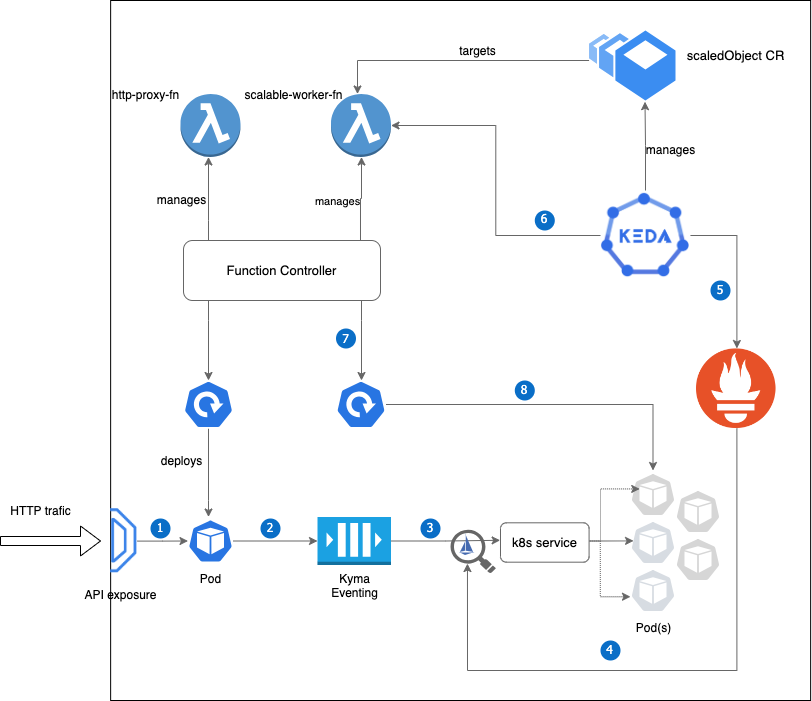 targets
scaledObject CR
http-proxy-fn
scalable-worker-fn
manages
manages
manages
6
KEDA
Function Controller
5
7
8
deploys
HTTP trafic
1
2
3
k8s service
API exposure
Pod
Kyma
Eventing
Pod(s)
4